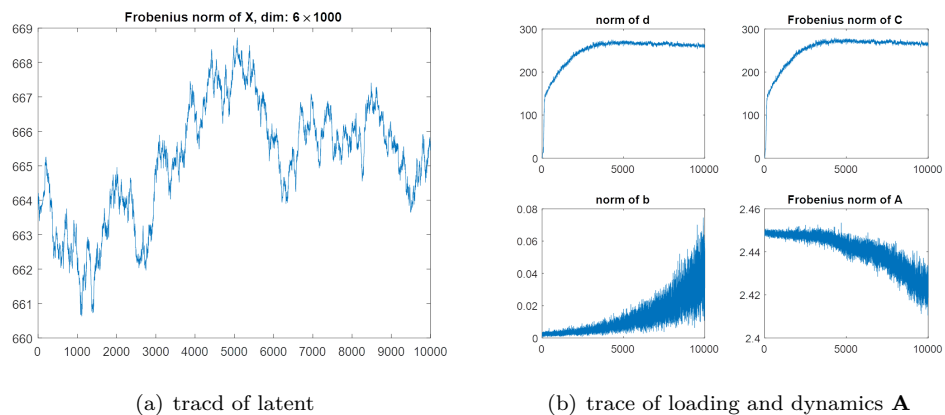 Frobenius norm of X, dim: 6 × 1000
669
668
667
666
665
664
663
662
661
660
0 1000 2000 3000 4000 5000 6000 7000 8000 9000 10000
norm of d
300
200
100
0
0 5000 10000
Frobenius norm of C
300
200
100
0
0 5000 10000
norm of b
0.08
0.06
0.04
0.02
0
0 5000 10000
Frobenius norm of A
2.46
2.44
2.42
2.4
0 5000 10000
(a) tracd of latent
(b) trace of loading and dynamics A